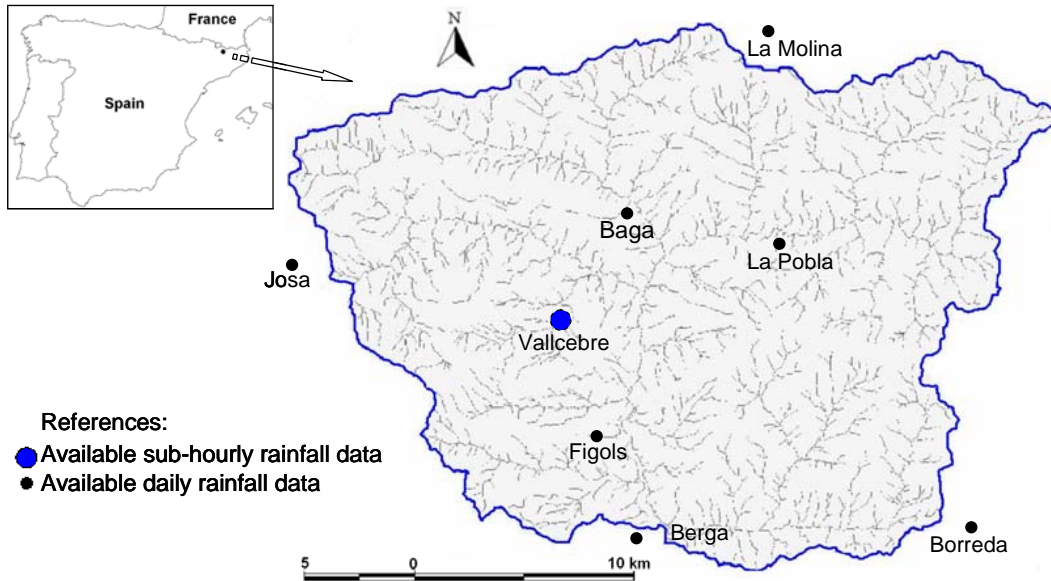 France
Spain
N
La Molina
Baga
La Pobla
Josa
Vallcebre
References:
Available sub-hourly rainfall data
Available daily rainfall data
Figols
Berga
Borreda
5 0 10 km